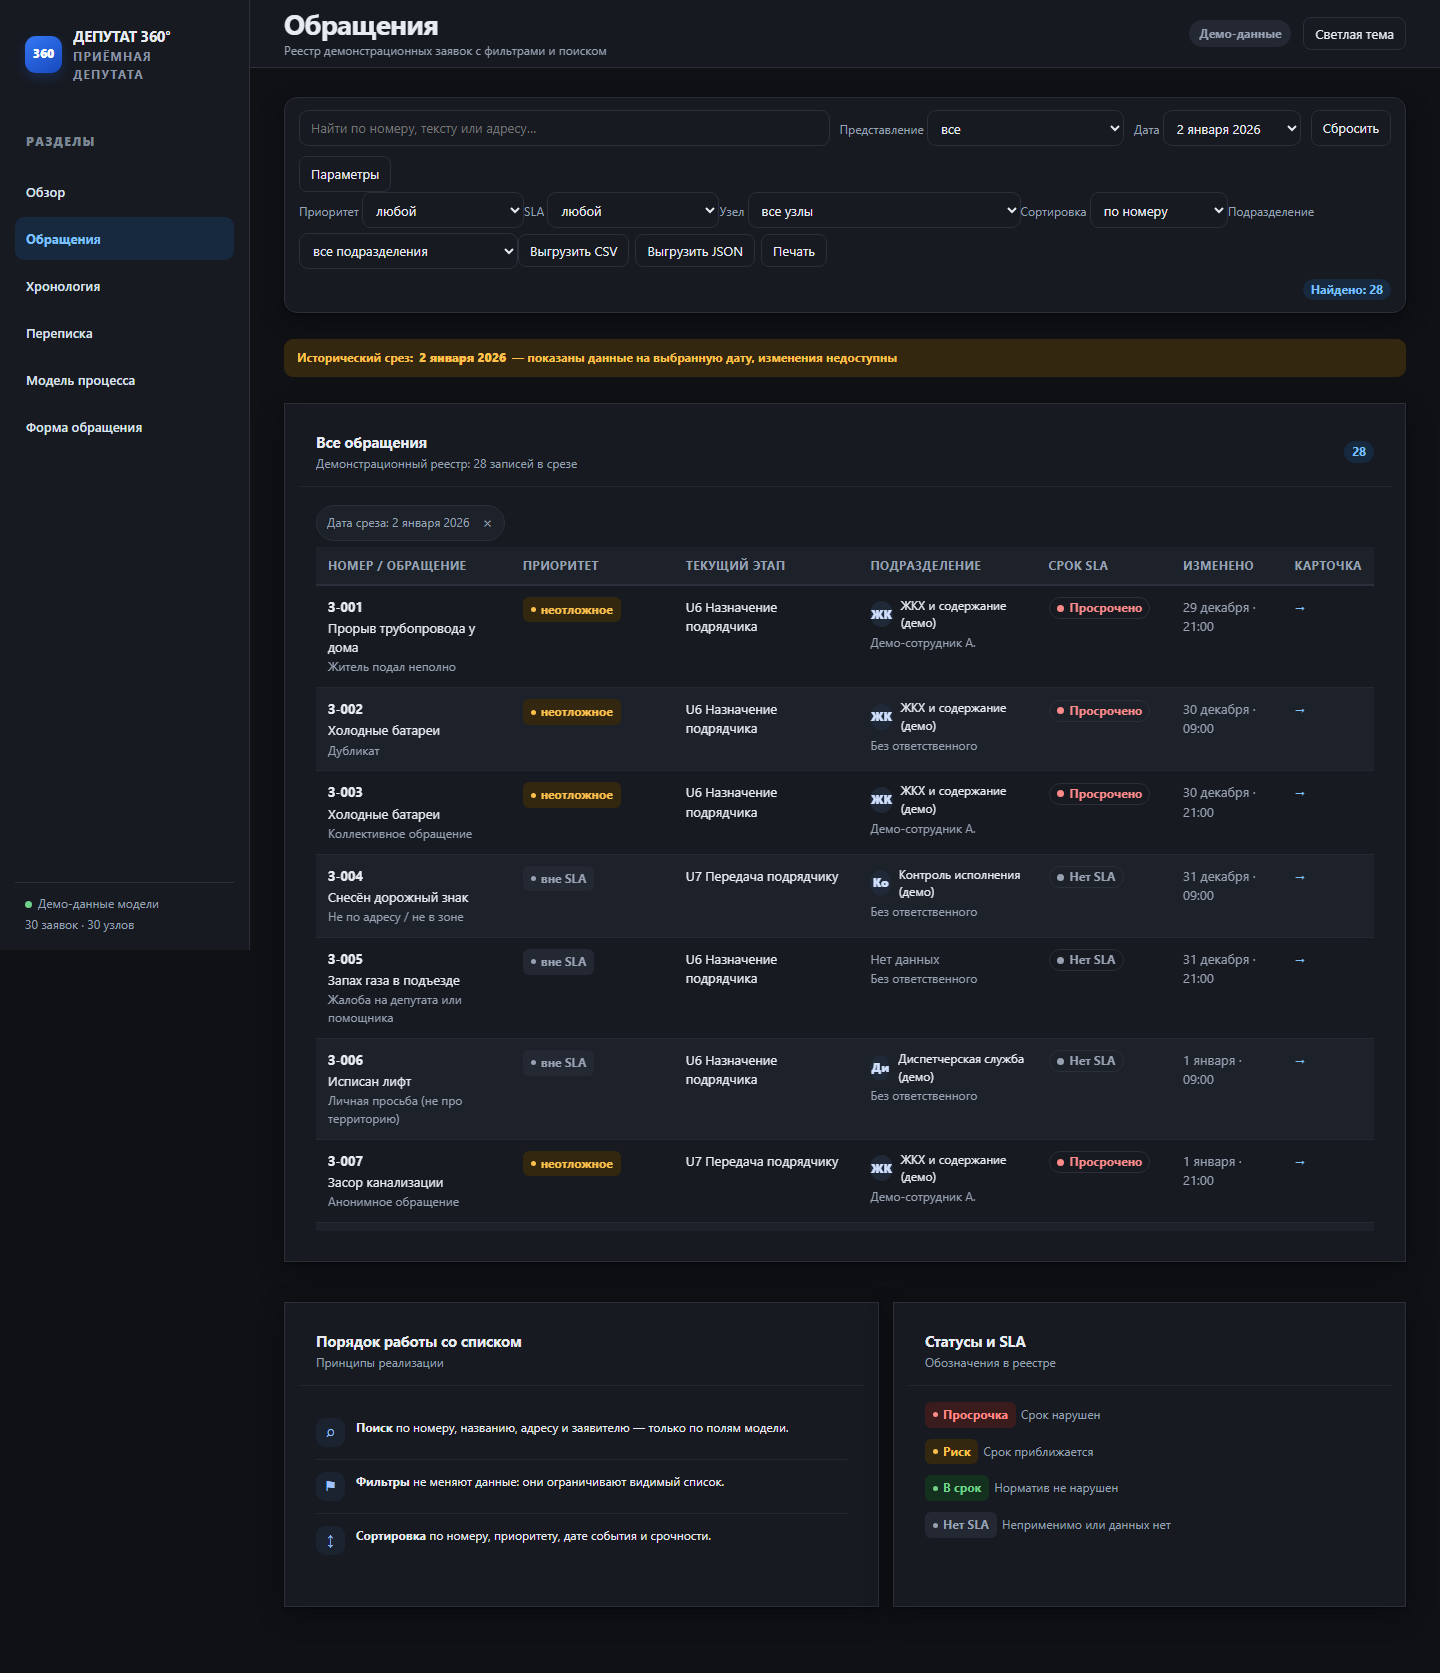 360
ДЕПУТАТ 360°
ПРИЁМНАЯ
ДЕПУТАТА
РАЗДЕЛЫ
Обзор
Обращения
Хронология
Переписка
Модель процесса
Форма обращения
Демо-данные модели
30 заявок · 30 узлов
Обращения
Реестр демонстрационных заявок с фильтрами и поиском
Демо-данные
Светлая тема
Найти по номеру, тексту или адресу...
Представление все
Дата 2 января 2026
Сбросить
Параметры
Приоритет любой SLA любой Узел все узлы Сортировка по номеру Подразделение
все подразделения Выгрузить CSV Выгрузить JSON Печать
Найдено: 28
Исторический срез: 2 января 2026 — показаны данные на выбранную дату, изменения недоступны
Все обращения
Демонстрационный реестр: 28 записей в срезе
28
Дата среза: 2 января 2026 ×
НОМЕР / ОБРАЩЕНИЕ ПРИОРИТЕТ ТЕКУЩИЙ ЭТАП ПОДРАЗДЕЛЕНИЕ СРОК SLA ИЗМЕНЕНО КАРТОЧКА
З-001
Прорыв трубопровода у
дома
Житель подал неполно
неотложное
U6 Назначение
подрядчика
ЖК
ЖКХ и содержание
(демо)
Демо-сотрудник А.
Просрочено
29 декабря ·
21:00
→
З-002
Холодные батареи
Дубликат
неотложное
U6 Назначение
подрядчика
ЖК
ЖКХ и содержание
(демо)
Без ответственного
Просрочено
30 декабря ·
09:00
→
З-003
Холодные батареи
Коллективное обращение
неотложное
U6 Назначение
подрядчика
ЖК
ЖКХ и содержание
(демо)
Демо-сотрудник А.
Просрочено
30 декабря ·
21:00
→
З-004
Снесён дорожный знак
Не по адресу / не в зоне
вне SLA
U7 Передача подрядчику
Ко
Контроль исполнения
(демо)
Без ответственного
Нет SLA
31 декабря ·
09:00
→
З-005
Запах газа в подъезде
Жалоба на депутата или
помощника
вне SLA
U6 Назначение
подрядчика
Нет данных
Без ответственного
Нет SLA
31 декабря ·
21:00
→
З-006
Исписан лифт
Личная просьба (не про
территорию)
вне SLA
U6 Назначение
подрядчика
Ди
Диспетчерская служба
(демо)
Без ответственного
Нет SLA
1 января ·
09:00
→
З-007
Засор канализации
Анонимное обращение
неотложное
U7 Передача подрядчику
ЖК
ЖКХ и содержание
(демо)
Демо-сотрудник А.
Просрочено
1 января ·
21:00
→
Порядок работы со списком
Принципы реализации
Поиск по номеру, названию, адресу и заявителю — только по полям модели.
Фильтры не меняют данные: они ограничивают видимый список.
Сортировка по номеру, приоритету, дате события и срочности.
Статусы и SLA
Обозначения в реестре
Просрочка Срок нарушен
Риск Срок приближается
В срок Норматив не нарушен
Нет SLA Неприменимо или данных нет